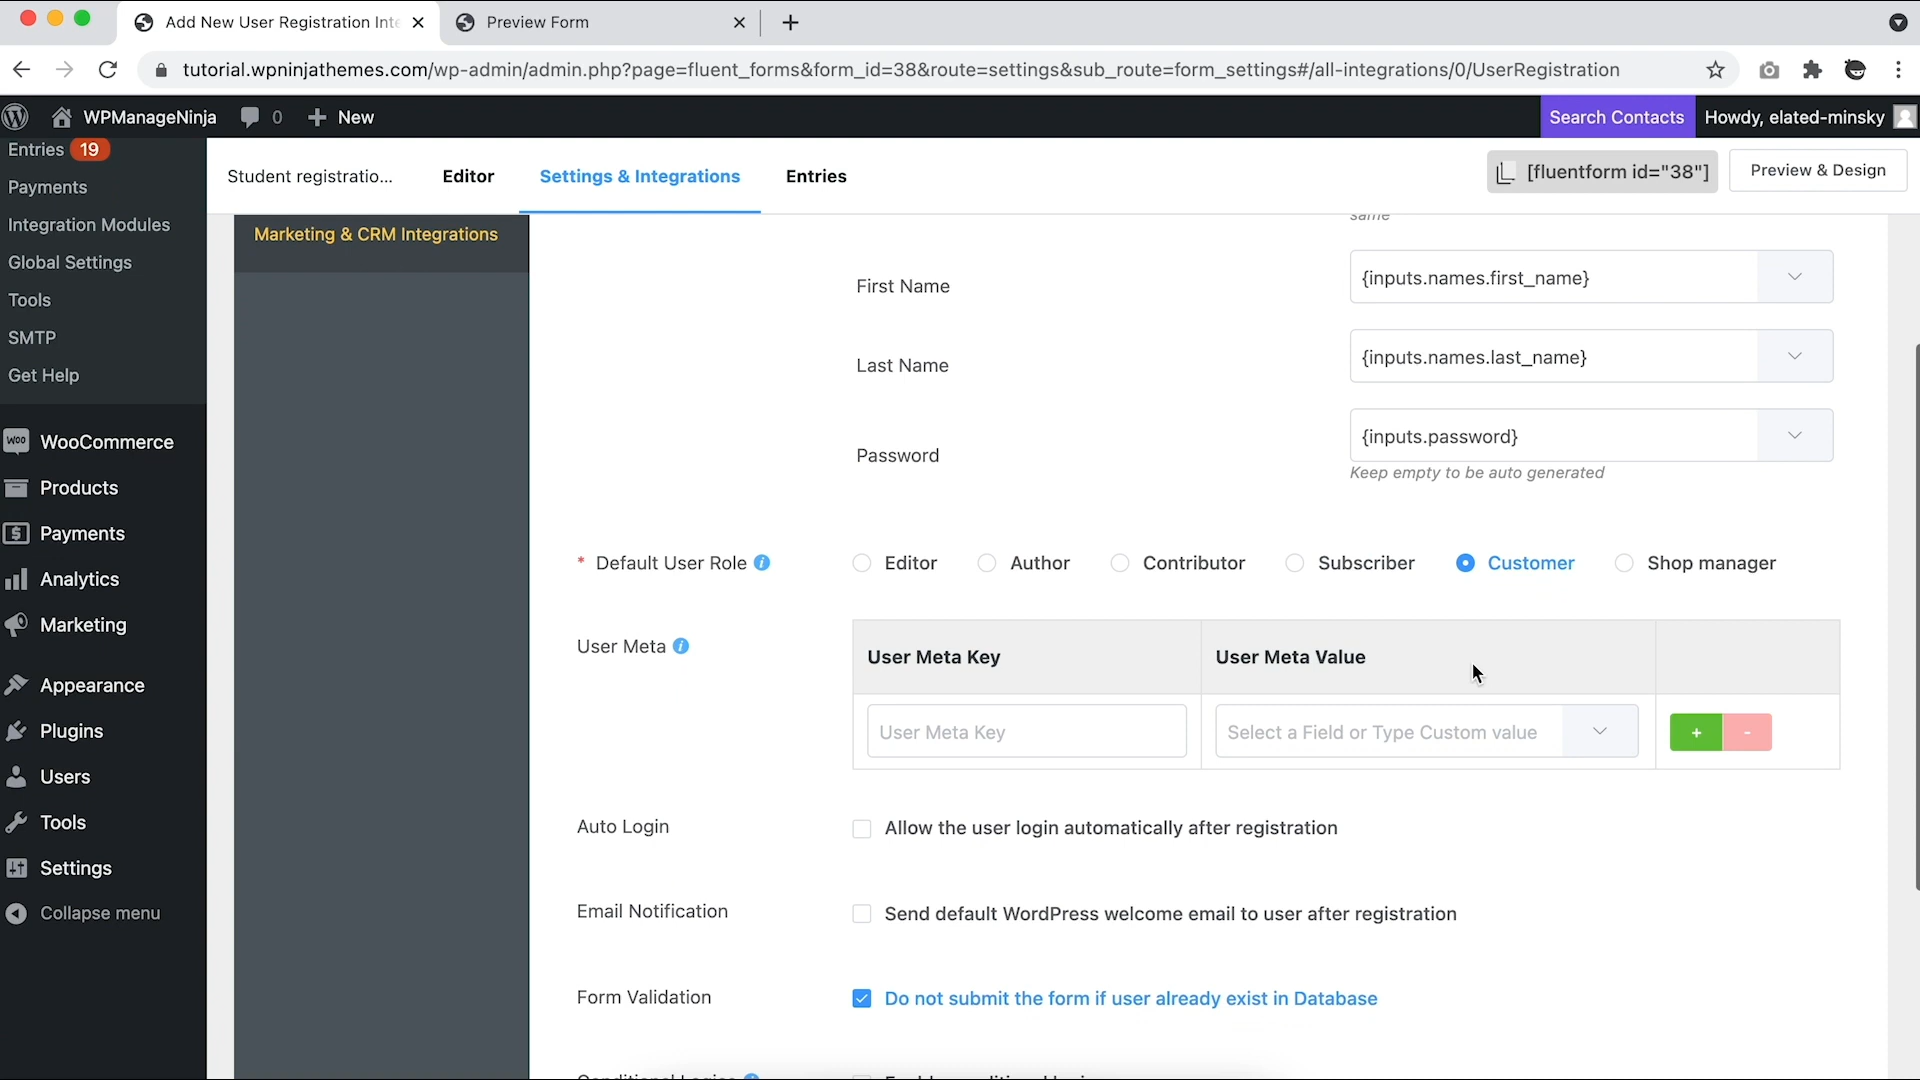 Add New User Registration Inte
Preview Form
tutorial.wpninjathemes.com/wp-admin/admin.php?page=fluent_forms&form_id=38&route=settings&sub_route=form_settings#/all-integrations/0/UserRegistration
WPManageNinja
0
New
Search Contacts
Howdy, elated-minsky
Entries 19
Payments
Integration Modules
Global Settings
Tools
SMTP
Get Help
WooCommerce
Products
Payments
Analytics
Marketing
Appearance
Plugins
Users
Tools
Settings
Collapse menu
Student registratio...
Editor
Settings & Integrations
Entries
[fluentform id="38"]
Preview & Design
Marketing & CRM Integrations
same
First Name
{inputs.names.first_name}
Last Name
{inputs.names.last_name}
Password
{inputs.password}
Keep empty to be auto generated
* Default User Role
Editor
Author
Contributor
Subscriber
Customer
Shop manager
User Meta
User Meta Key
User Meta Value
User Meta Key
Select a Field or Type Custom value
+
-
Auto Login
Allow the user login automatically after registration
Email Notification
Send default WordPress welcome email to user after registration
Form Validation
Do not submit the form if user already exist in Database